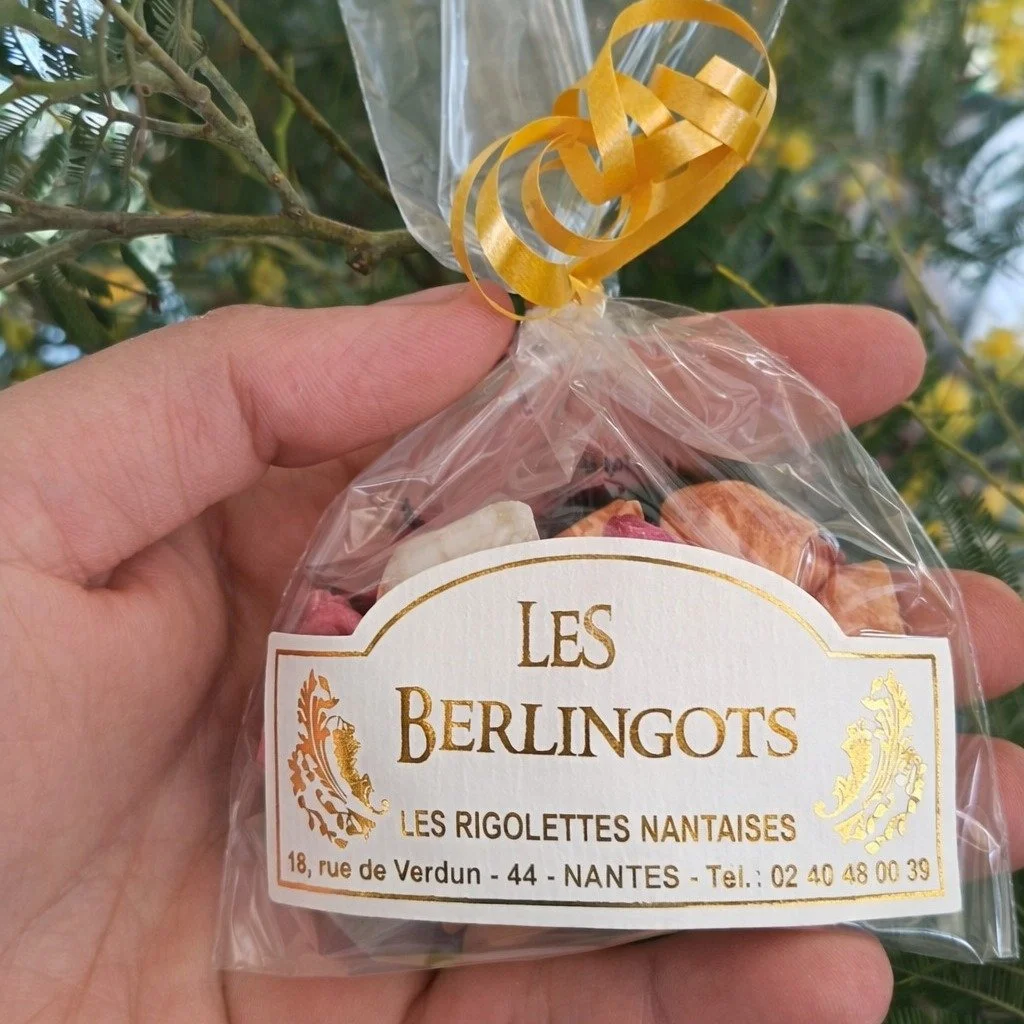 LES
BERLINGOTS
LES RIGOLETTES NANTAISES
18, rue de Verdun - 44 - NANTES - Tel.: 02 40 48 00 39